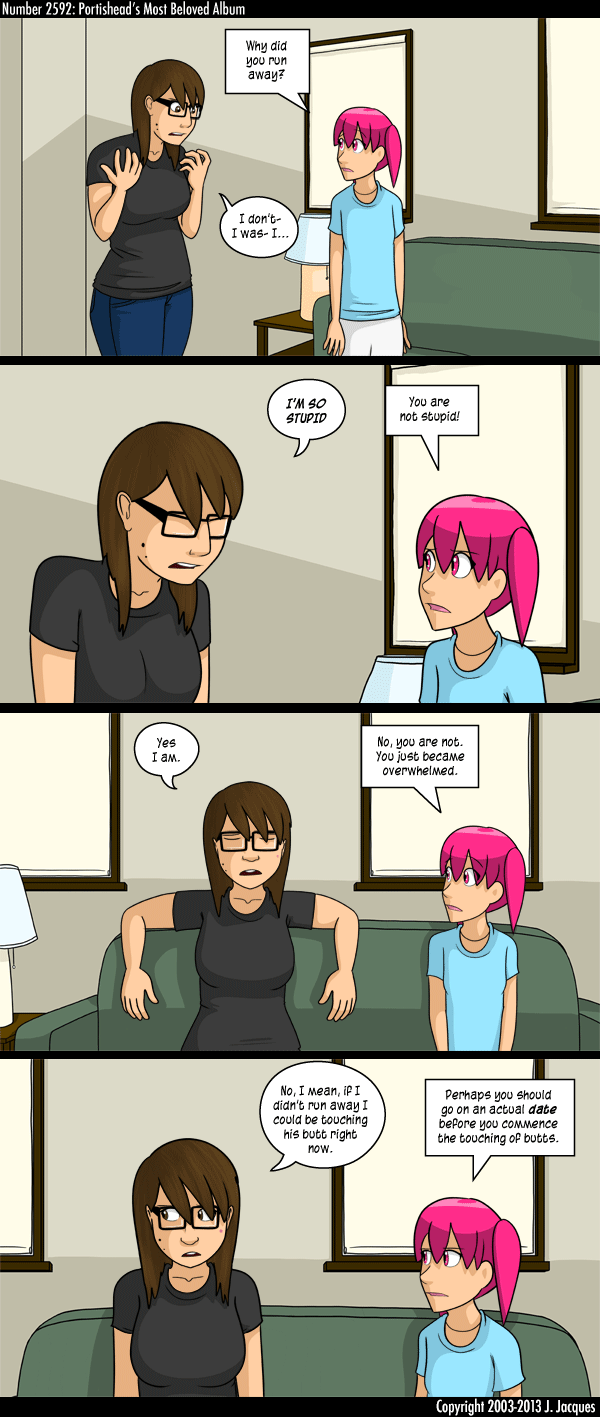 Number 2592: Portishead's Most Beloved Album
Why did
you run
away?
I don't-
I was- I...
I'M SO
STUPID
You are
not stupid!
Yes
I am.
No, you are not.
You just became
overwhelmed.
No, I mean, if I
didn't run away I
could be touching
his butt right
now.
Perhaps you should
go on an actual date
before you commence
the touching of butts.
Copyright 2003-2013 J. Jacques